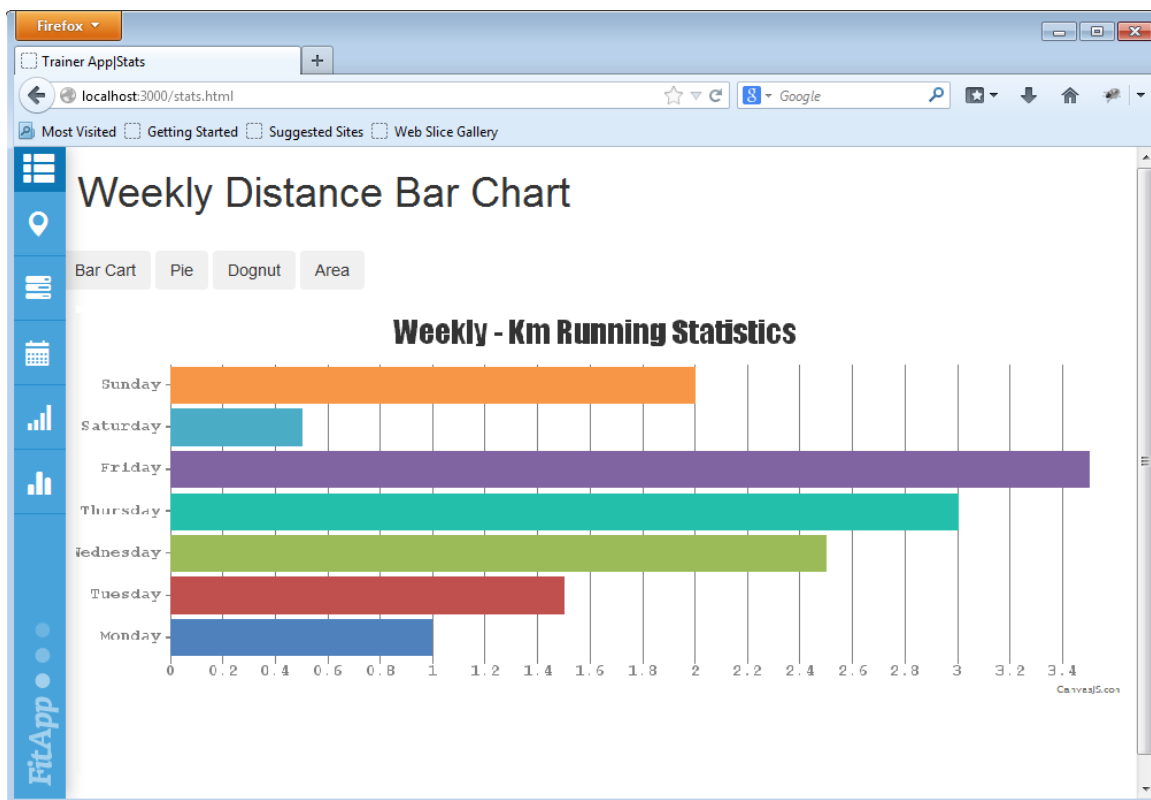 Firefox
Trainer App|Stats
localhost:3000/stats.html
Google
Most Visited Getting Started Suggested Sites Web Slice Gallery
Weekly Distance Bar Chart
Bar Cart Pie Dognut Area
Weekly - Km Running Statistics
Sunday
Saturday
Friday
Thursday
Wednesday
Tuesday
Monday
0 0.2 0.4 0.6 0.8 1 1.2 1.4 1.6 1.8 2 2.2 2.4 2.6 2.8 3 3.2 3.4
CanvasJS.com
FitApp